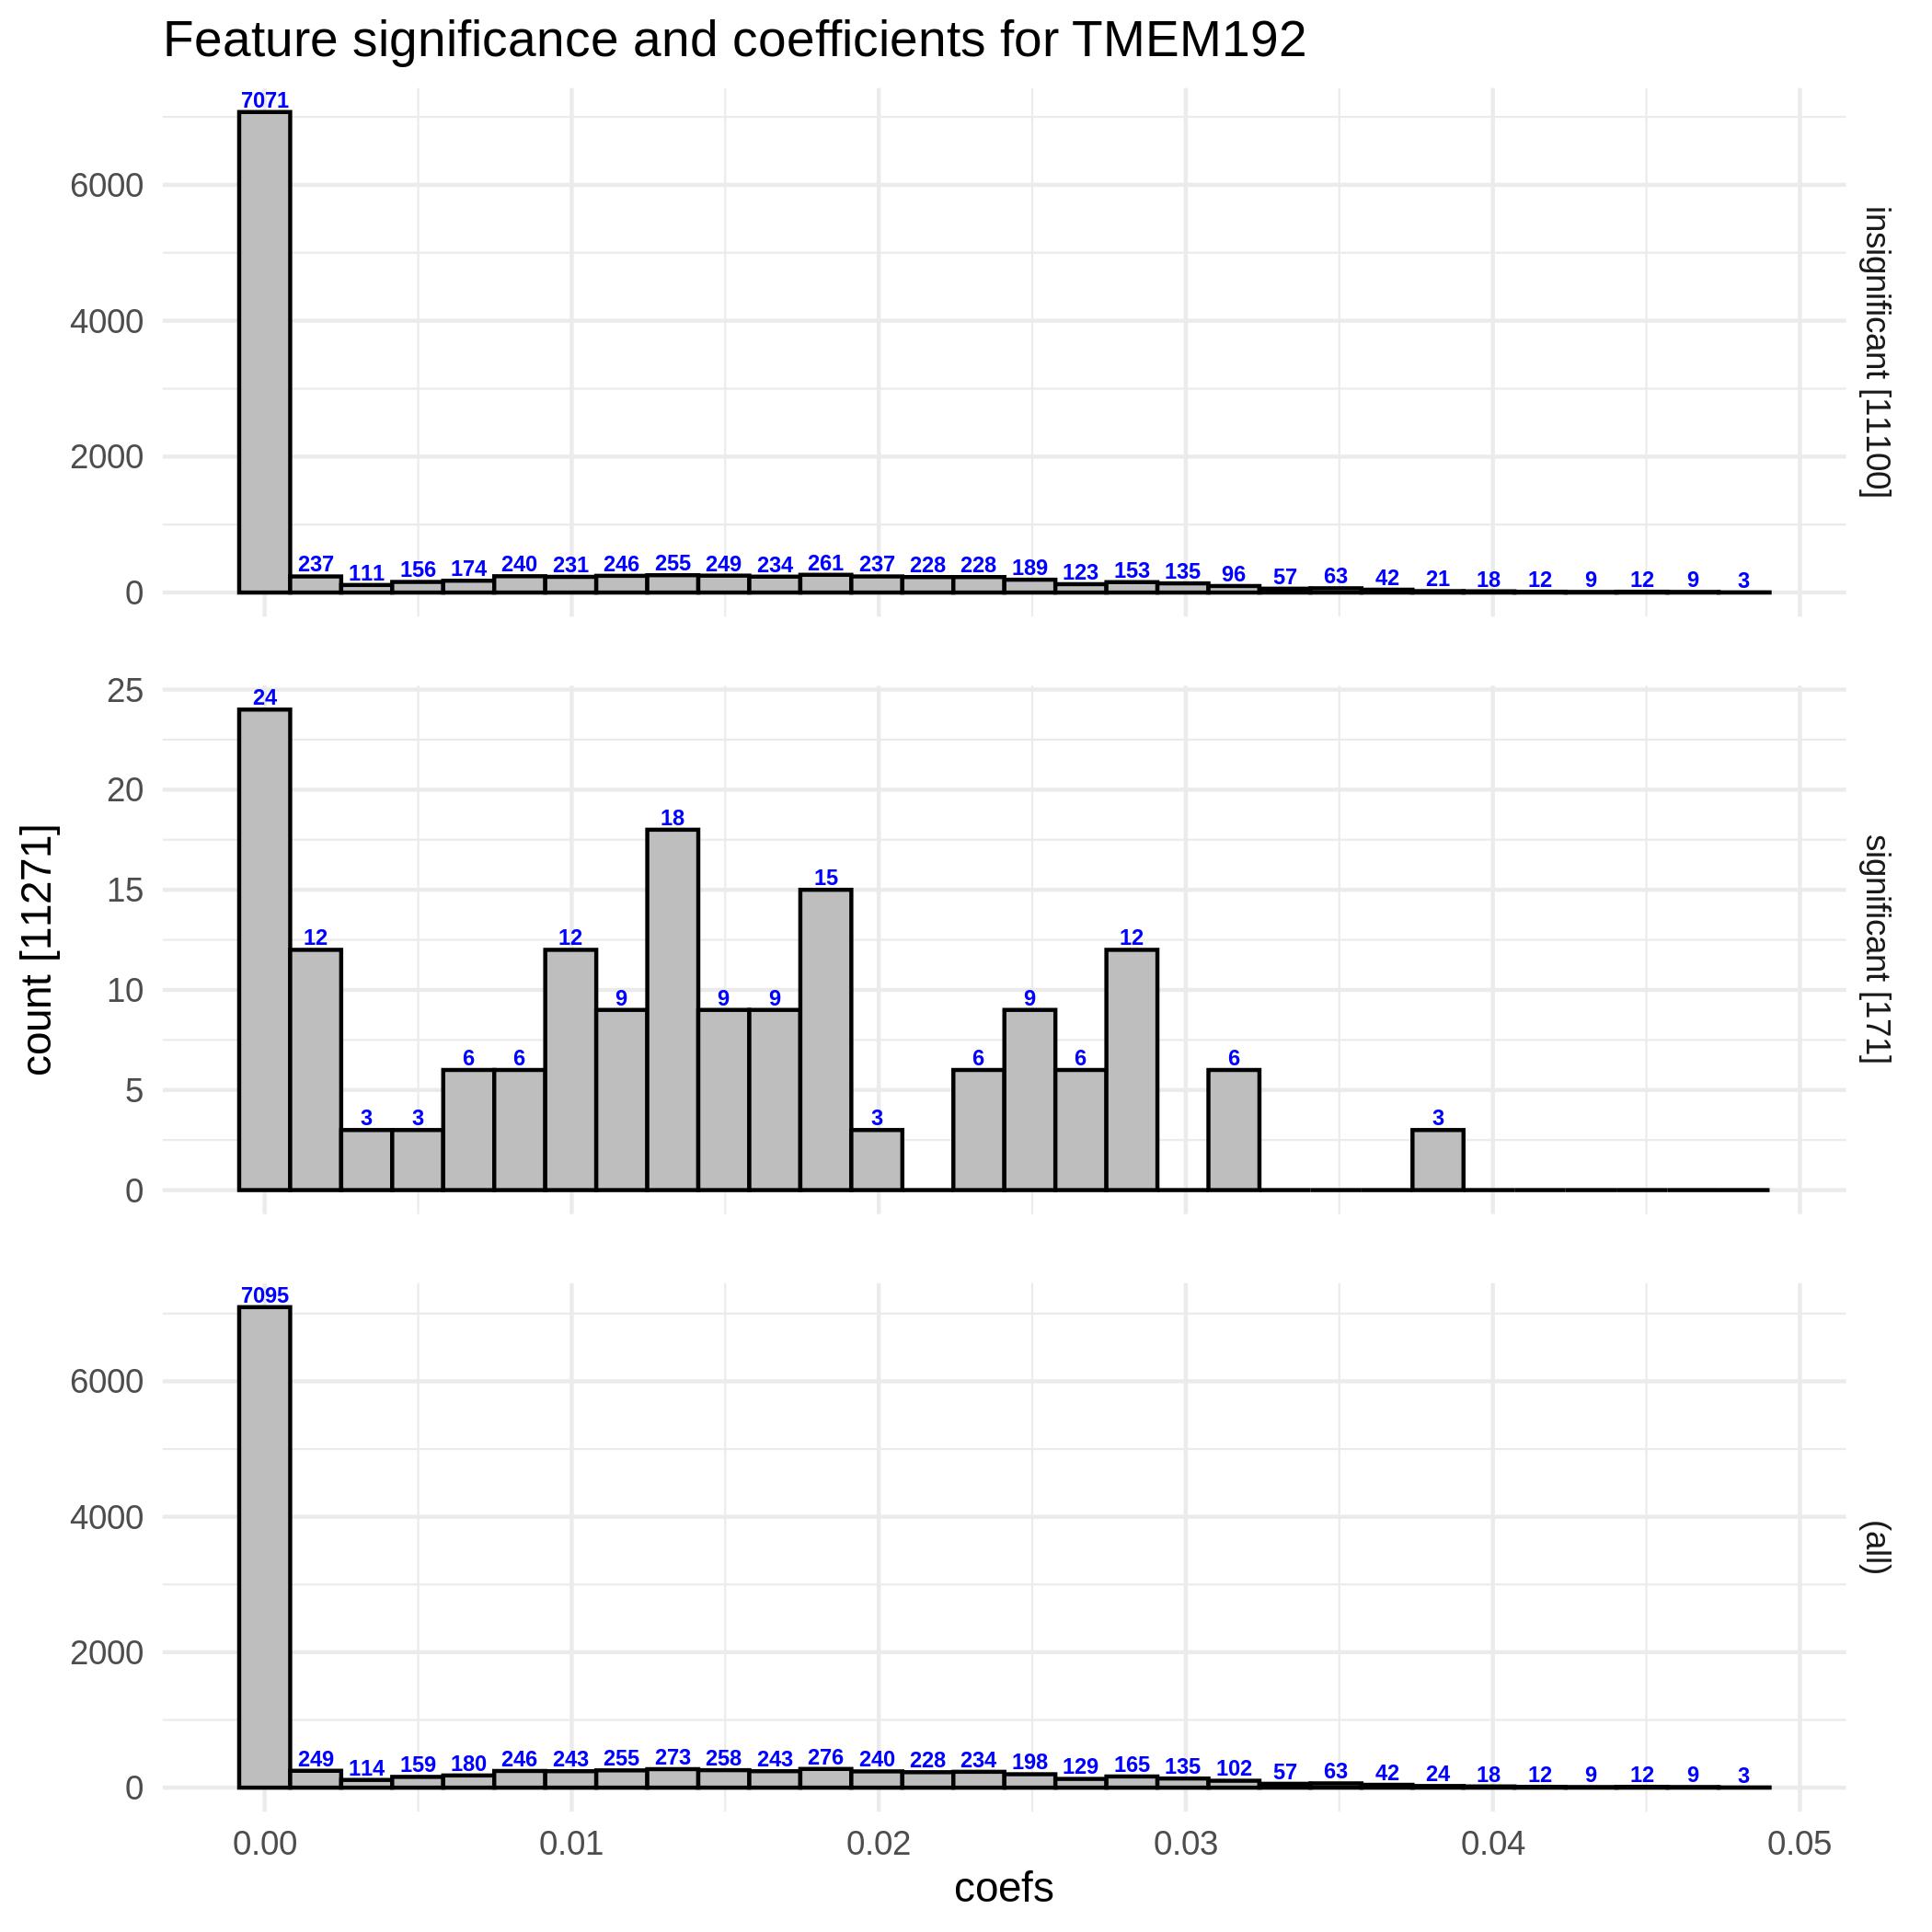 Feature significance and coefficients for TMEM192
7071
6000
4000
2000
237 111 156 174 240 231 246 255 249 234 261 237 228 228 189 123 153 135 96 57 63 42 21 18 12 9 12 9 3
0
insignificant [11100]
25
24
20
18
15
15
12 12 12
10
9 9 9 9
6 6 6 6 6
5
3 3 3 3
0
significant [171]
count [11271]
7095
6000
4000
2000
249 114 159 180 246 243 255 273 258 243 276 240 228 234 198 129 165 135 102 57 63 42 24 18 12 9 12 9 3
0
(all)
0.00 0.01 0.02 0.03 0.04 0.05
coefs